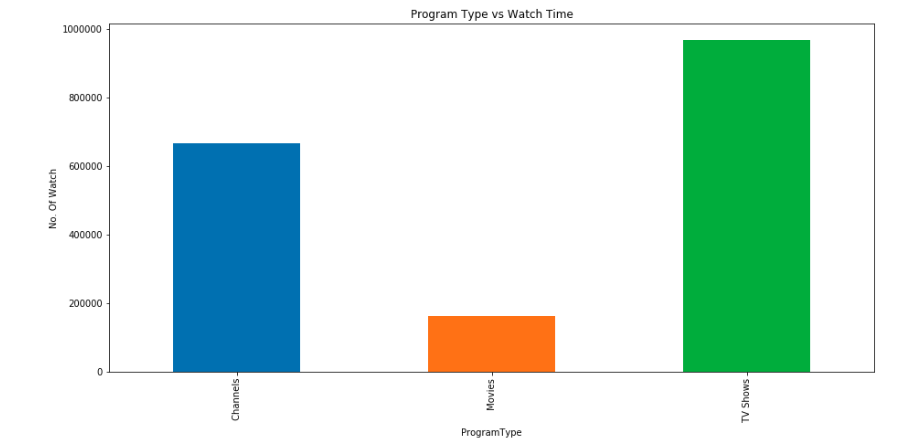 Program Type vs Watch Time
1000000
800000
600000
400000
200000
0
No. Of Watch
Channels
Movies
TV Shows
ProgramType